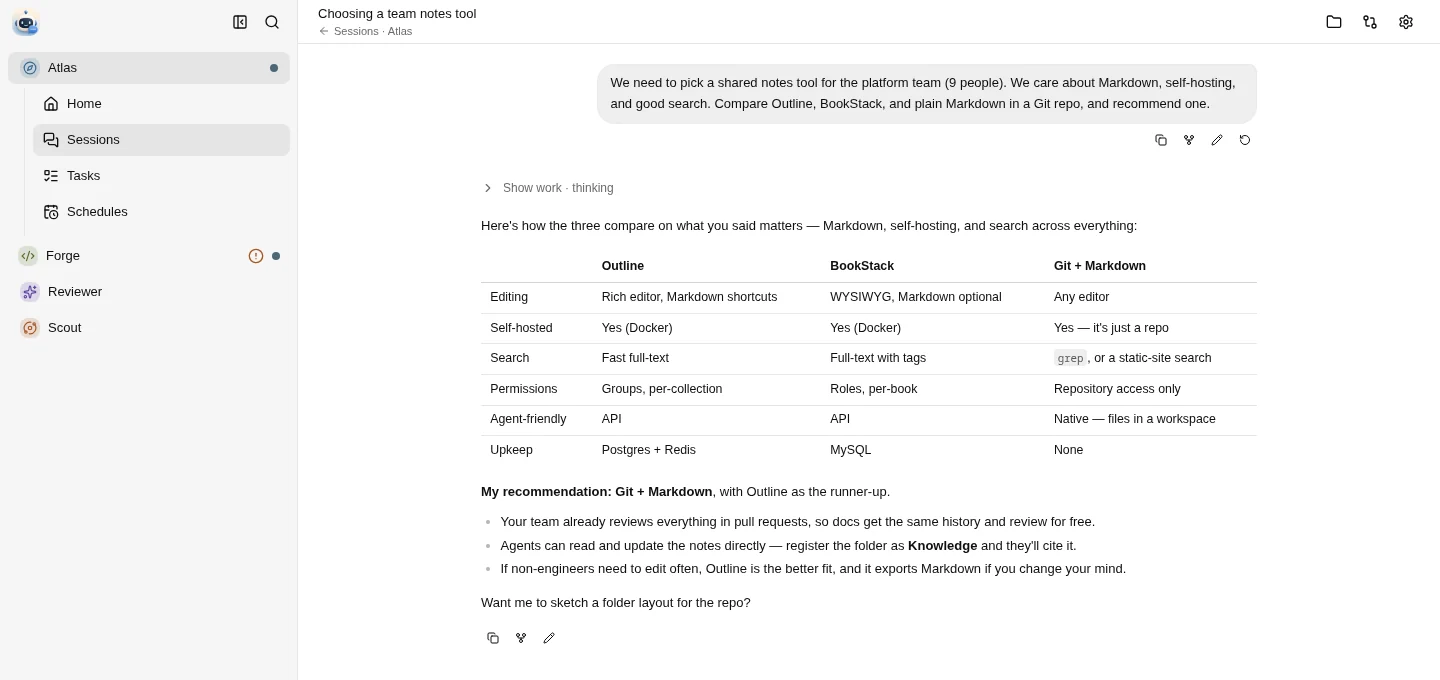 Atlas
Home
Sessions
Tasks
Schedules
Forge
Reviewer
Scout
Choosing a team notes tool
Sessions · Atlas
We need to pick a shared notes tool for the platform team (9 people). We care about Markdown, self-hosting,
and good search. Compare Outline, BookStack, and plain Markdown in a Git repo, and recommend one.
Show work · thinking
Here's how the three compare on what you said matters — Markdown, self-hosting, and search across everything:
Outline BookStack Git + Markdown
Editing Rich editor, Markdown shortcuts WYSIWYG, Markdown optional Any editor
Self-hosted Yes (Docker) Yes (Docker) Yes — it's just a repo
Search Fast full-text Full-text with tags grep, or a static-site search
Permissions Groups, per-collection Roles, per-book Repository access only
Agent-friendly API API Native — files in a workspace
Upkeep Postgres + Redis MySQL None
My recommendation: Git + Markdown, with Outline as the runner-up.
• Your team already reviews everything in pull requests, so docs get the same history and review for free.
• Agents can read and update the notes directly — register the folder as Knowledge and they'll cite it.
• If non-engineers need to edit often, Outline is the better fit, and it exports Markdown if you change your mind.
Want me to sketch a folder layout for the repo?